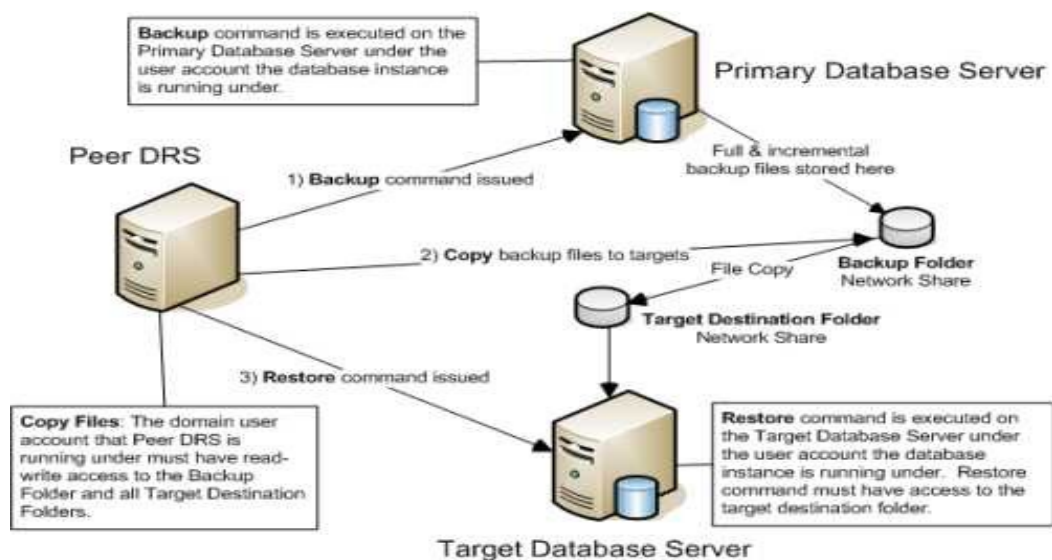 Backup command is executed on the
Primary Database Server under the
user account the database instance
is running under.
Primary Database Server
Peer DRS
1) Backup command issued
Full & incremental
backup files stored here
2) Copy backup files to targets
File Copy
Backup Folder
Network Share
Target Destination Folder
Network Share
3) Restore command issued
Copy Files: The domain user
account that Peer DRS is
running under must have read-
write access to the Backup
Folder and all Target Destination
Folders.
Restore command is executed on
the Target Database Server under
the user account the database
instance is running under. Restore
command must have access to the
target destination folder.
Target Database Server